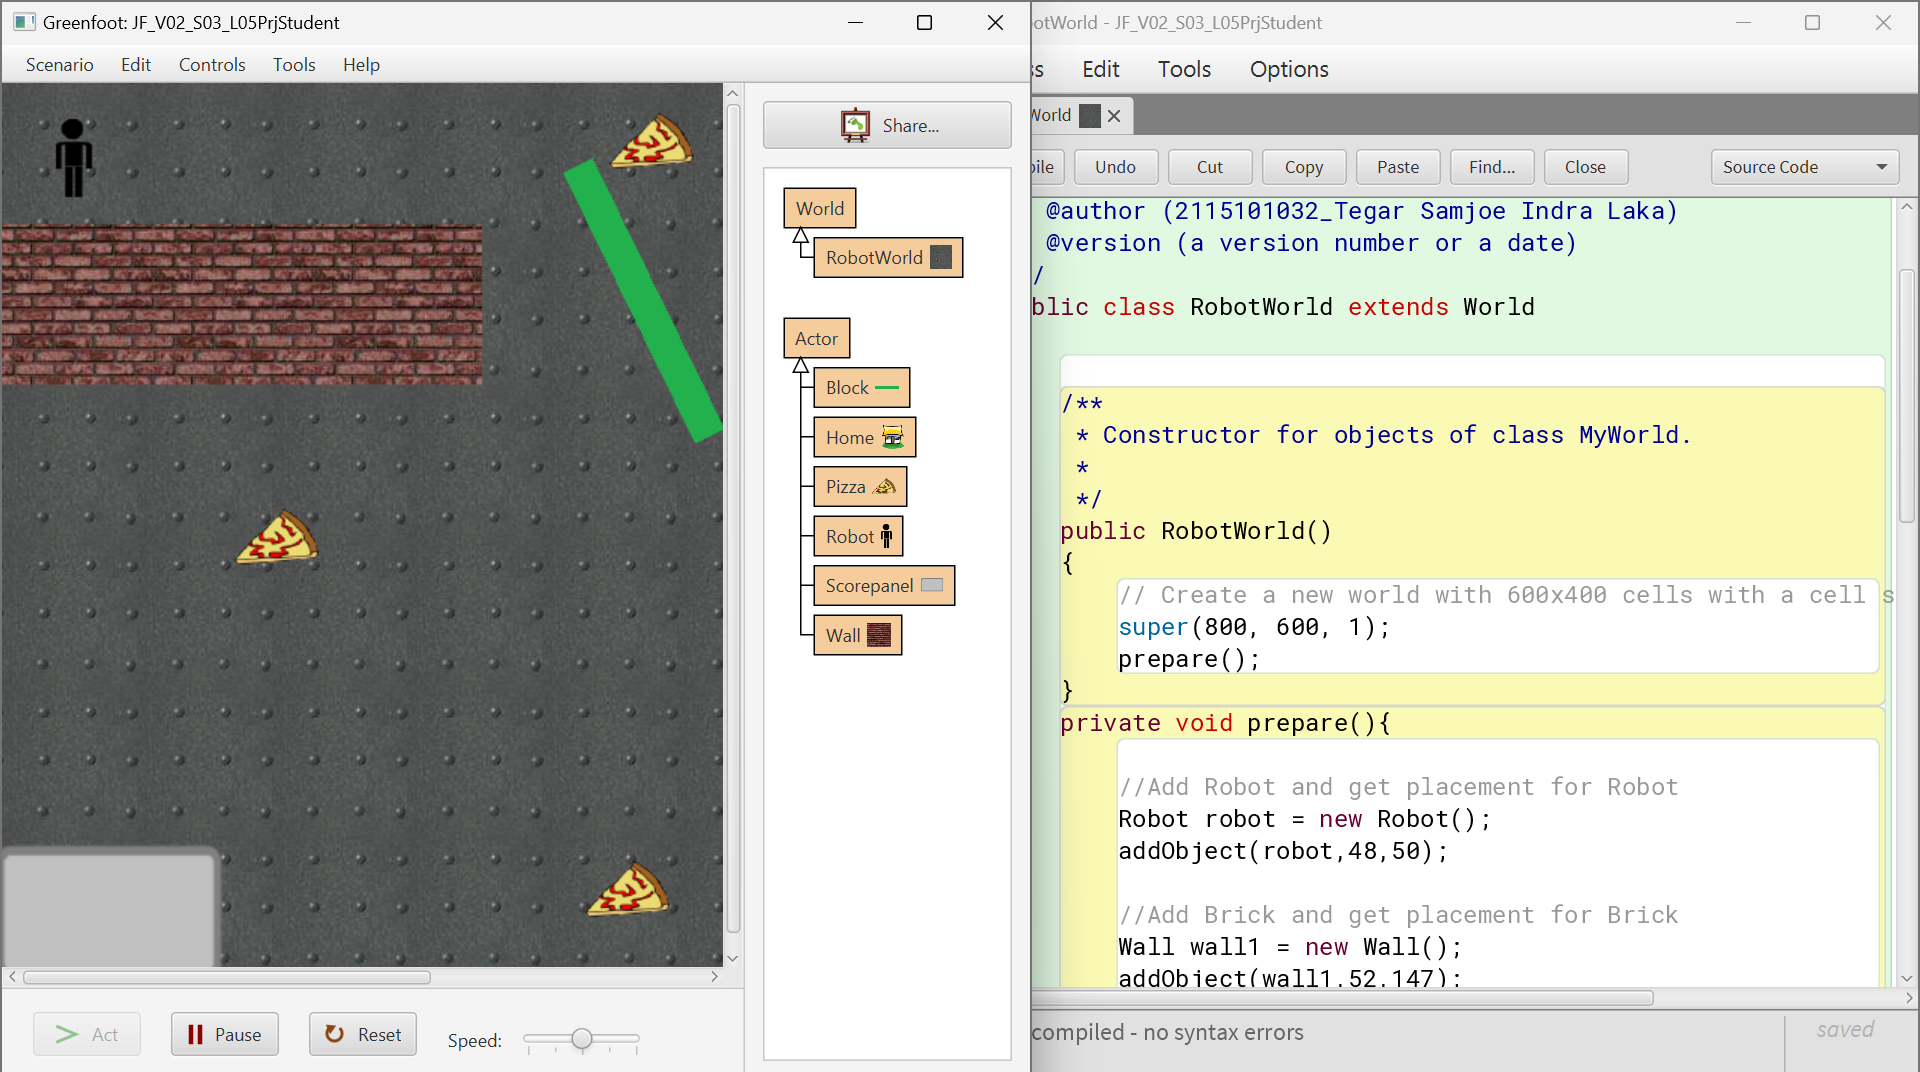 Greenfoot: JF_V02_S03_L05PrjStudent
Scenario Edit Controls Tools Help
Share...
World
RobotWorld
Actor
Block
Home
Pizza
Robot
Scorepanel
Wall
Act Pause Reset Speed:
otWorld - JF_V02_S03_L05PrjStudent
ss Edit Tools Options
World
ile Undo Cut Copy Paste Find... Close Source Code
@author (2115101032_Tegar Samjoe Indra Laka)
@version (a version number or a date)
/
blic class RobotWorld extends World
/**
* Constructor for objects of class MyWorld.
*
*/
public RobotWorld()
{
// Create a new world with 600x400 cells with a cell s
super(800, 600, 1);
prepare();
}
private void prepare(){
//Add Robot and get placement for Robot
Robot robot = new Robot();
addObject(robot,48,50);
//Add Brick and get placement for Brick
Wall wall1 = new Wall();
addObject(wall1,52,147);
compiled - no syntax errors
saved